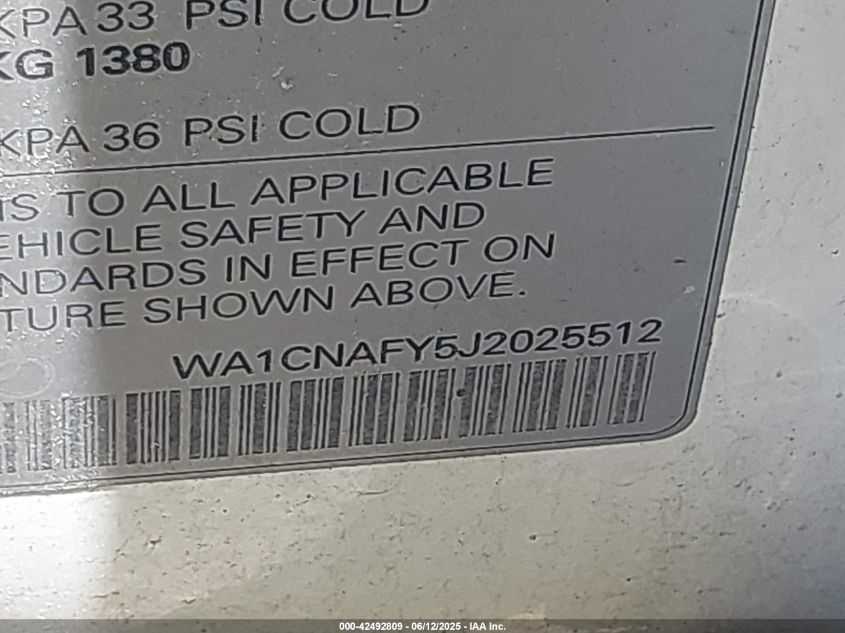 KPA 33 PSI COLD
KG 1380
KPA 36 PSI COLD
TO ALL APPLICABLE
EHICLE SAFETY AND
NDARDS IN EFFECT ON
TURE SHOWN ABOVE.
WA1CNAFY5J2025512
000-42492809 - 06/12/2025 - IAA Inc.